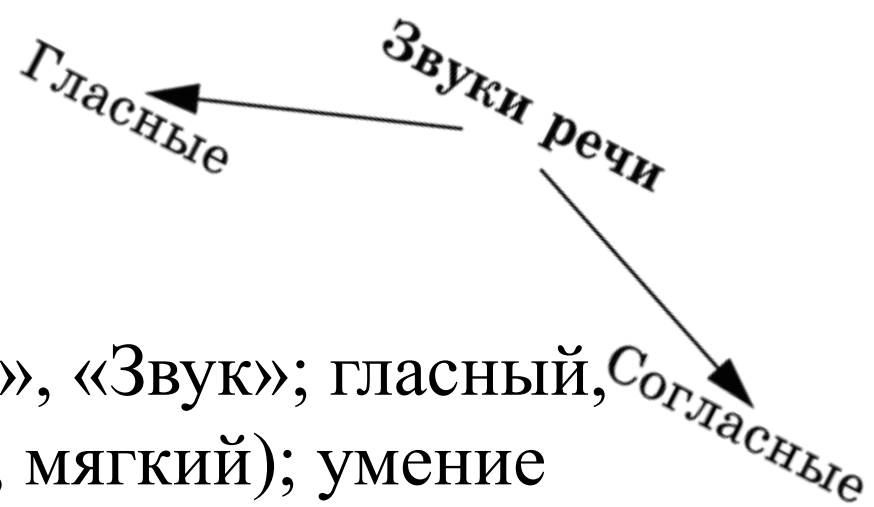 Звуки речи
Гласные
Согласные
», «Звук»; гласный,
, мягкий); умение